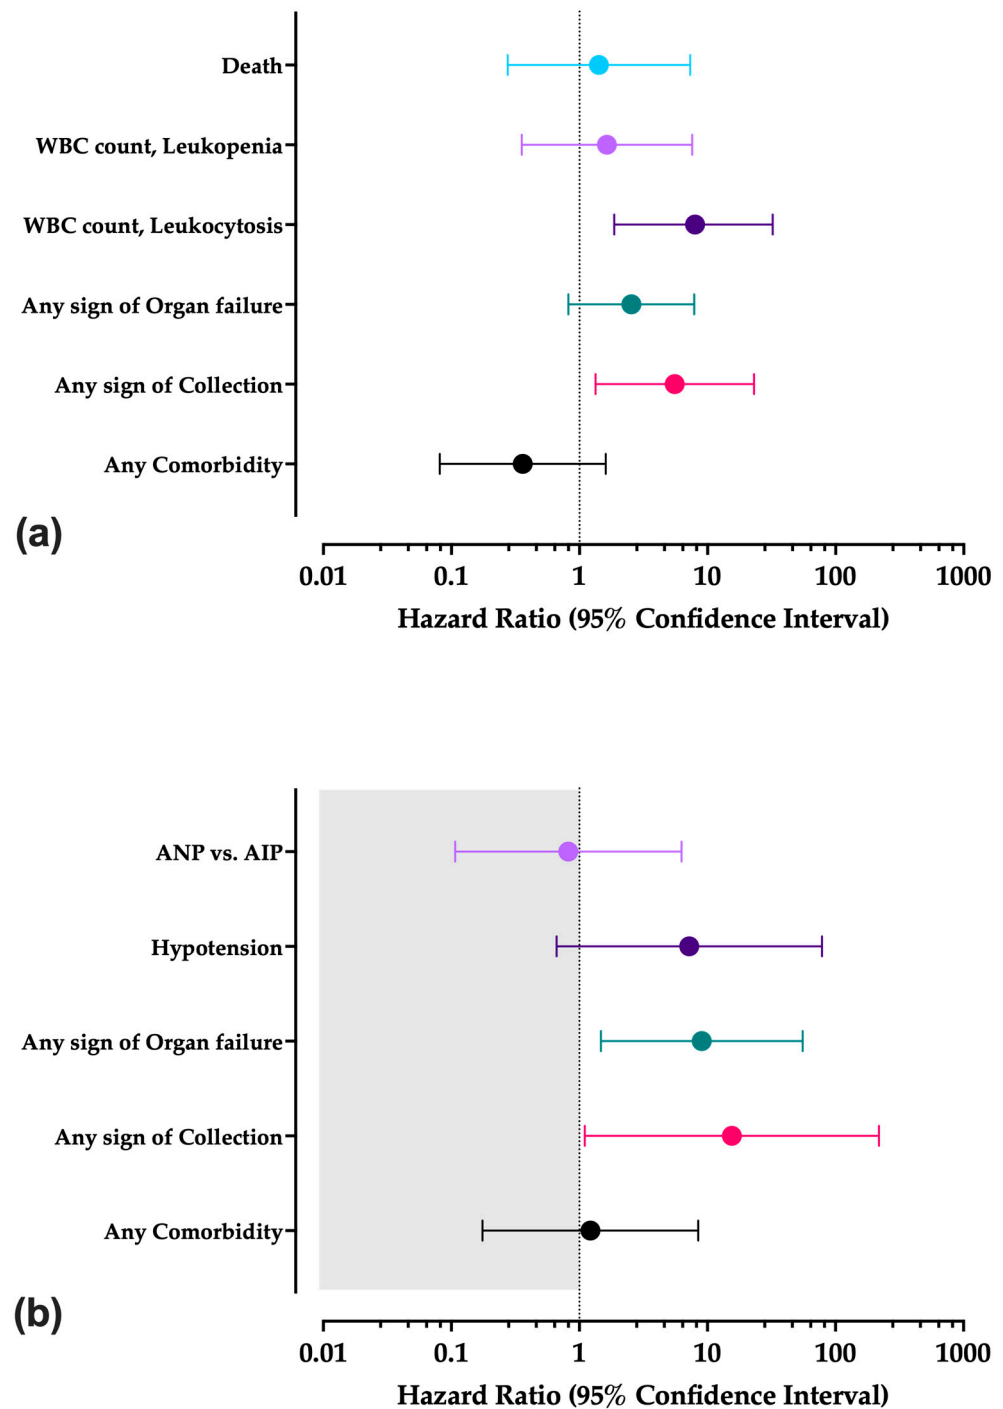 Death
WBC count, Leukopenia
WBC count, Leukocytosis
Any sign of Organ failure
Any sign of Collection
Any Comorbidity
(a)
0.01 0.1 1 10 100 1000
Hazard Ratio (95% Confidence Interval)
ANP vs. AIP
Hypotension
Any sign of Organ failure
Any sign of Collection
Any Comorbidity
(b)
0.01 0.1 1 10 100 1000
Hazard Ratio (95% Confidence Interval)